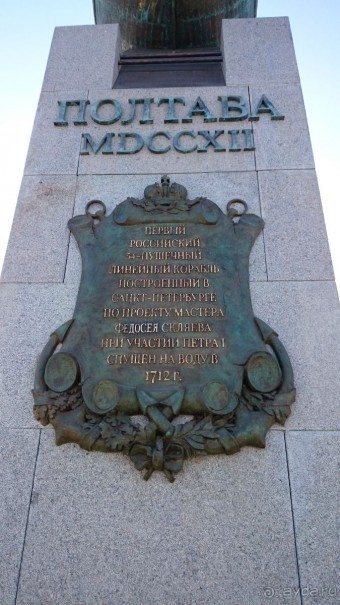 ПОЛТАВА
MDCCXII
ПЕРВЫЙ
РОССИЙСКИЙ
54-ПУШЕЧНЫЙ
ЛИНЕЙНЫЙ КОРАБЛЬ
ПОСТРОЕННЫЙ В
САНКТ-ПЕТЕРБУРГЕ
ПО ПРОЕКТУ МАСТЕРА
ФЕДОСЕЯ СКЛЯЕВА
ПРИ УЧАСТИИ ПЕТРА I
СПУЩЕН НА ВОДУ В
1712 Г.